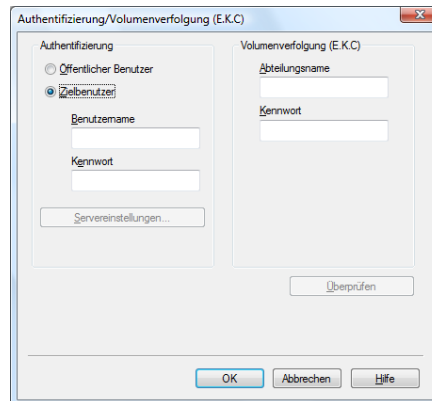 Authentifizierung/Volumenverfolgung (E.K.C)
Authentifizierung
Öffentlicher Benutzer
Zielbenutzer
Benutzername
Kennwort
Servereinstellungen...
Volumenverfolgung (E.K.C)
Abteilungsname
Kennwort
Überprüfen
OK
Abbrechen
Hilfe